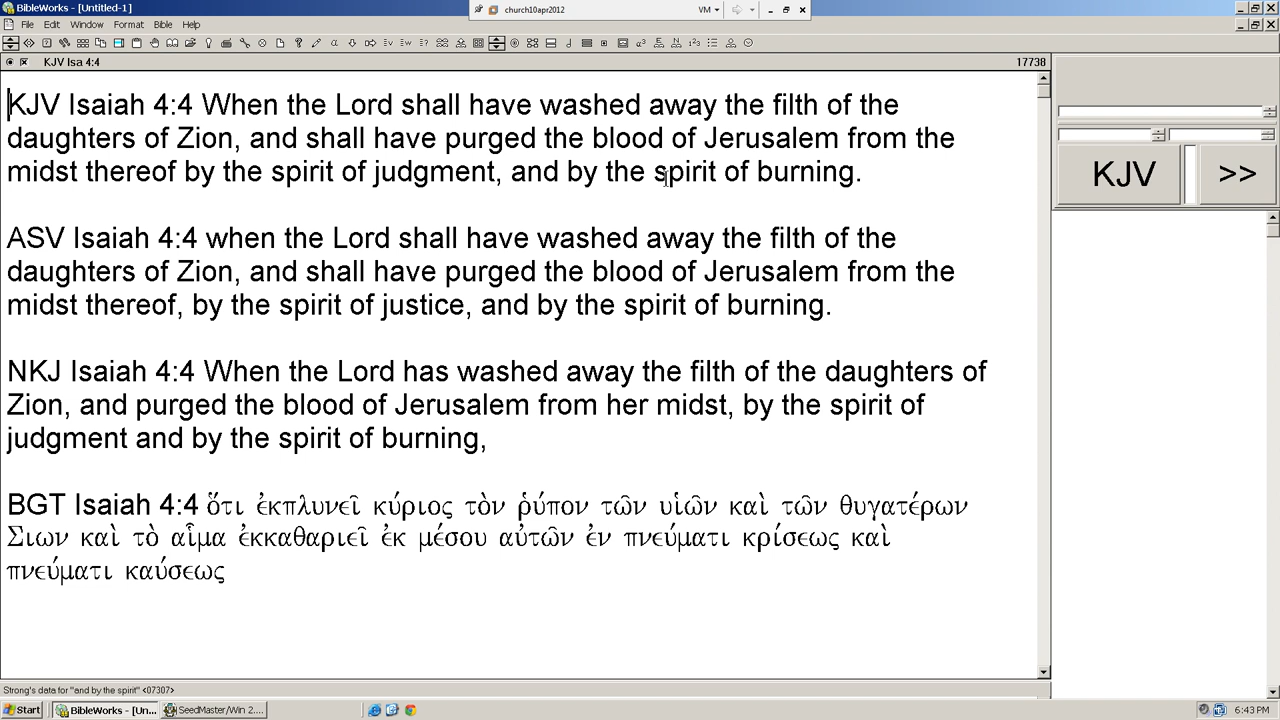 BibleWorks - [Untitled-1]
church10apr2012
VM
File Edit Window Format Bible Help
KJV Isa 4:4
17738
KJV Isaiah 4:4 When the Lord shall have washed away the filth of the
daughters of Zion, and shall have purged the blood of Jerusalem from the
midst thereof by the spirit of judgment, and by the spirit of burning.
ASV Isaiah 4:4 when the Lord shall have washed away the filth of the
daughters of Zion, and shall have purged the blood of Jerusalem from the
midst thereof, by the spirit of justice, and by the spirit of burning.
NKJ Isaiah 4:4 When the Lord has washed away the filth of the daughters of
Zion, and purged the blood of Jerusalem from her midst, by the spirit of
judgment and by the spirit of burning,
BGT Isaiah 4:4 ὅτι ἐκπλυνεῖ κύριος τὸν ῥύπον τῶν υἱῶν καὶ τῶν θυγατέρων
Σιων καὶ τὸ αἷμα ἐκκαθαριεῖ ἐκ μέσου αὐτῶν ἐν πνεύματι κρίσεως καὶ
πνεύματι καύσεως
KJV
>>
Strong's data for "and by the spirit" <07307>
Start
BibleWorks - [Un...
SeedMaster/Win 2....
6:43 PM